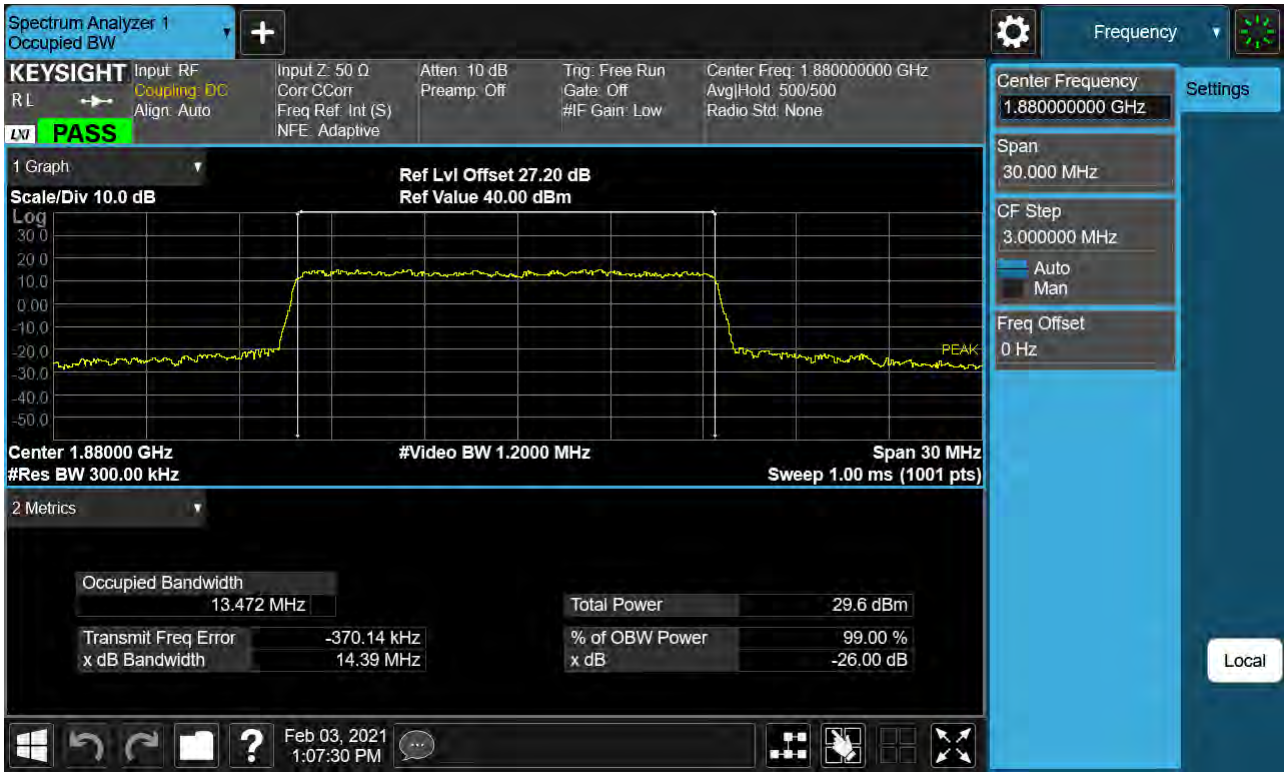 Spectrum Analyzer 1
Occupied BW
Frequency
KEYSIGHT
RL
LXI
PASS
Input: RF
Coupling: DC
Align: Auto
Input Z: 50 Ω
Corr CCorr
Freq Ref: Int (S)
NFE: Adaptive
Atten: 10 dB
Preamp: Off
Trig: Free Run
Gate: Off
#IF Gain: Low
Center Freq: 1.880000000 GHz
Avg|Hold: 500/500
Radio Std: None
Center Frequency
1.880000000 GHz
Settings
Span
30.000 MHz
CF Step
3.000000 MHz
Auto
Man
Freq Offset
0 Hz
Local
1 Graph
Ref Lvl Offset 27.20 dB
Scale/Div 10.0 dB
Ref Value 40.00 dBm
Log
30.0
20.0
10.0
0.00
-10.0
-20.0
-30.0
-40.0
-50.0
PEAK
Center 1.88000 GHz
#Video BW 1.2000 MHz
Span 30 MHz
#Res BW 300.00 kHz
Sweep 1.00 ms (1001 pts)
2 Metrics
Occupied Bandwidth
13.472 MHz
Total Power 29.6 dBm
Transmit Freq Error -370.14 kHz
% of OBW Power 99.00 %
x dB Bandwidth 14.39 MHz
x dB -26.00 dB
Feb 03, 2021
1:07:30 PM